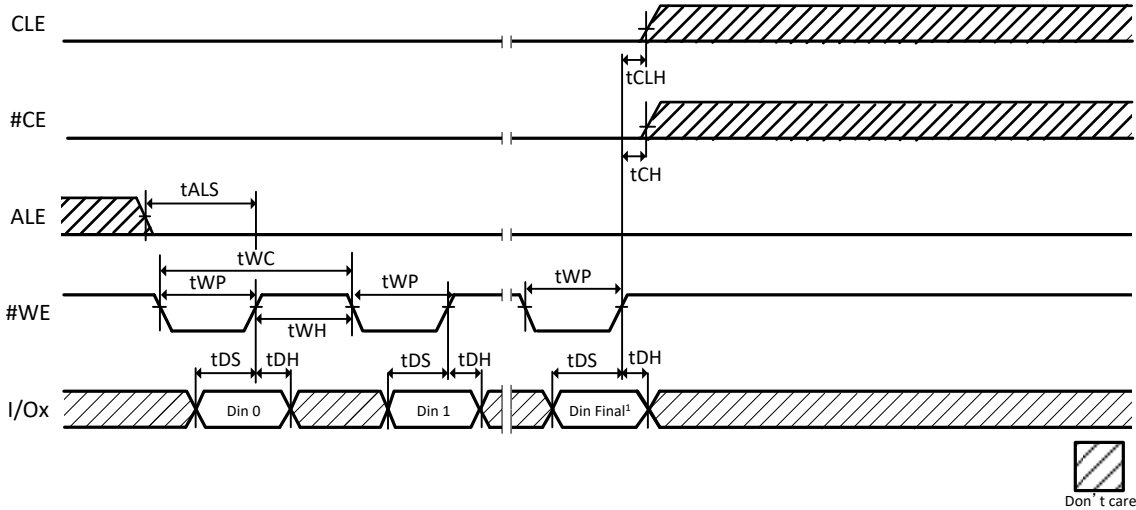 CLE
tCLH
#CE
tCH
tALS
ALE
tWC
tWP tWP tWP
#WE
tWH
tDS tDH tDS tDH tDS tDH
I/Ox Din 0 Din 1 Din Final¹
Don't care